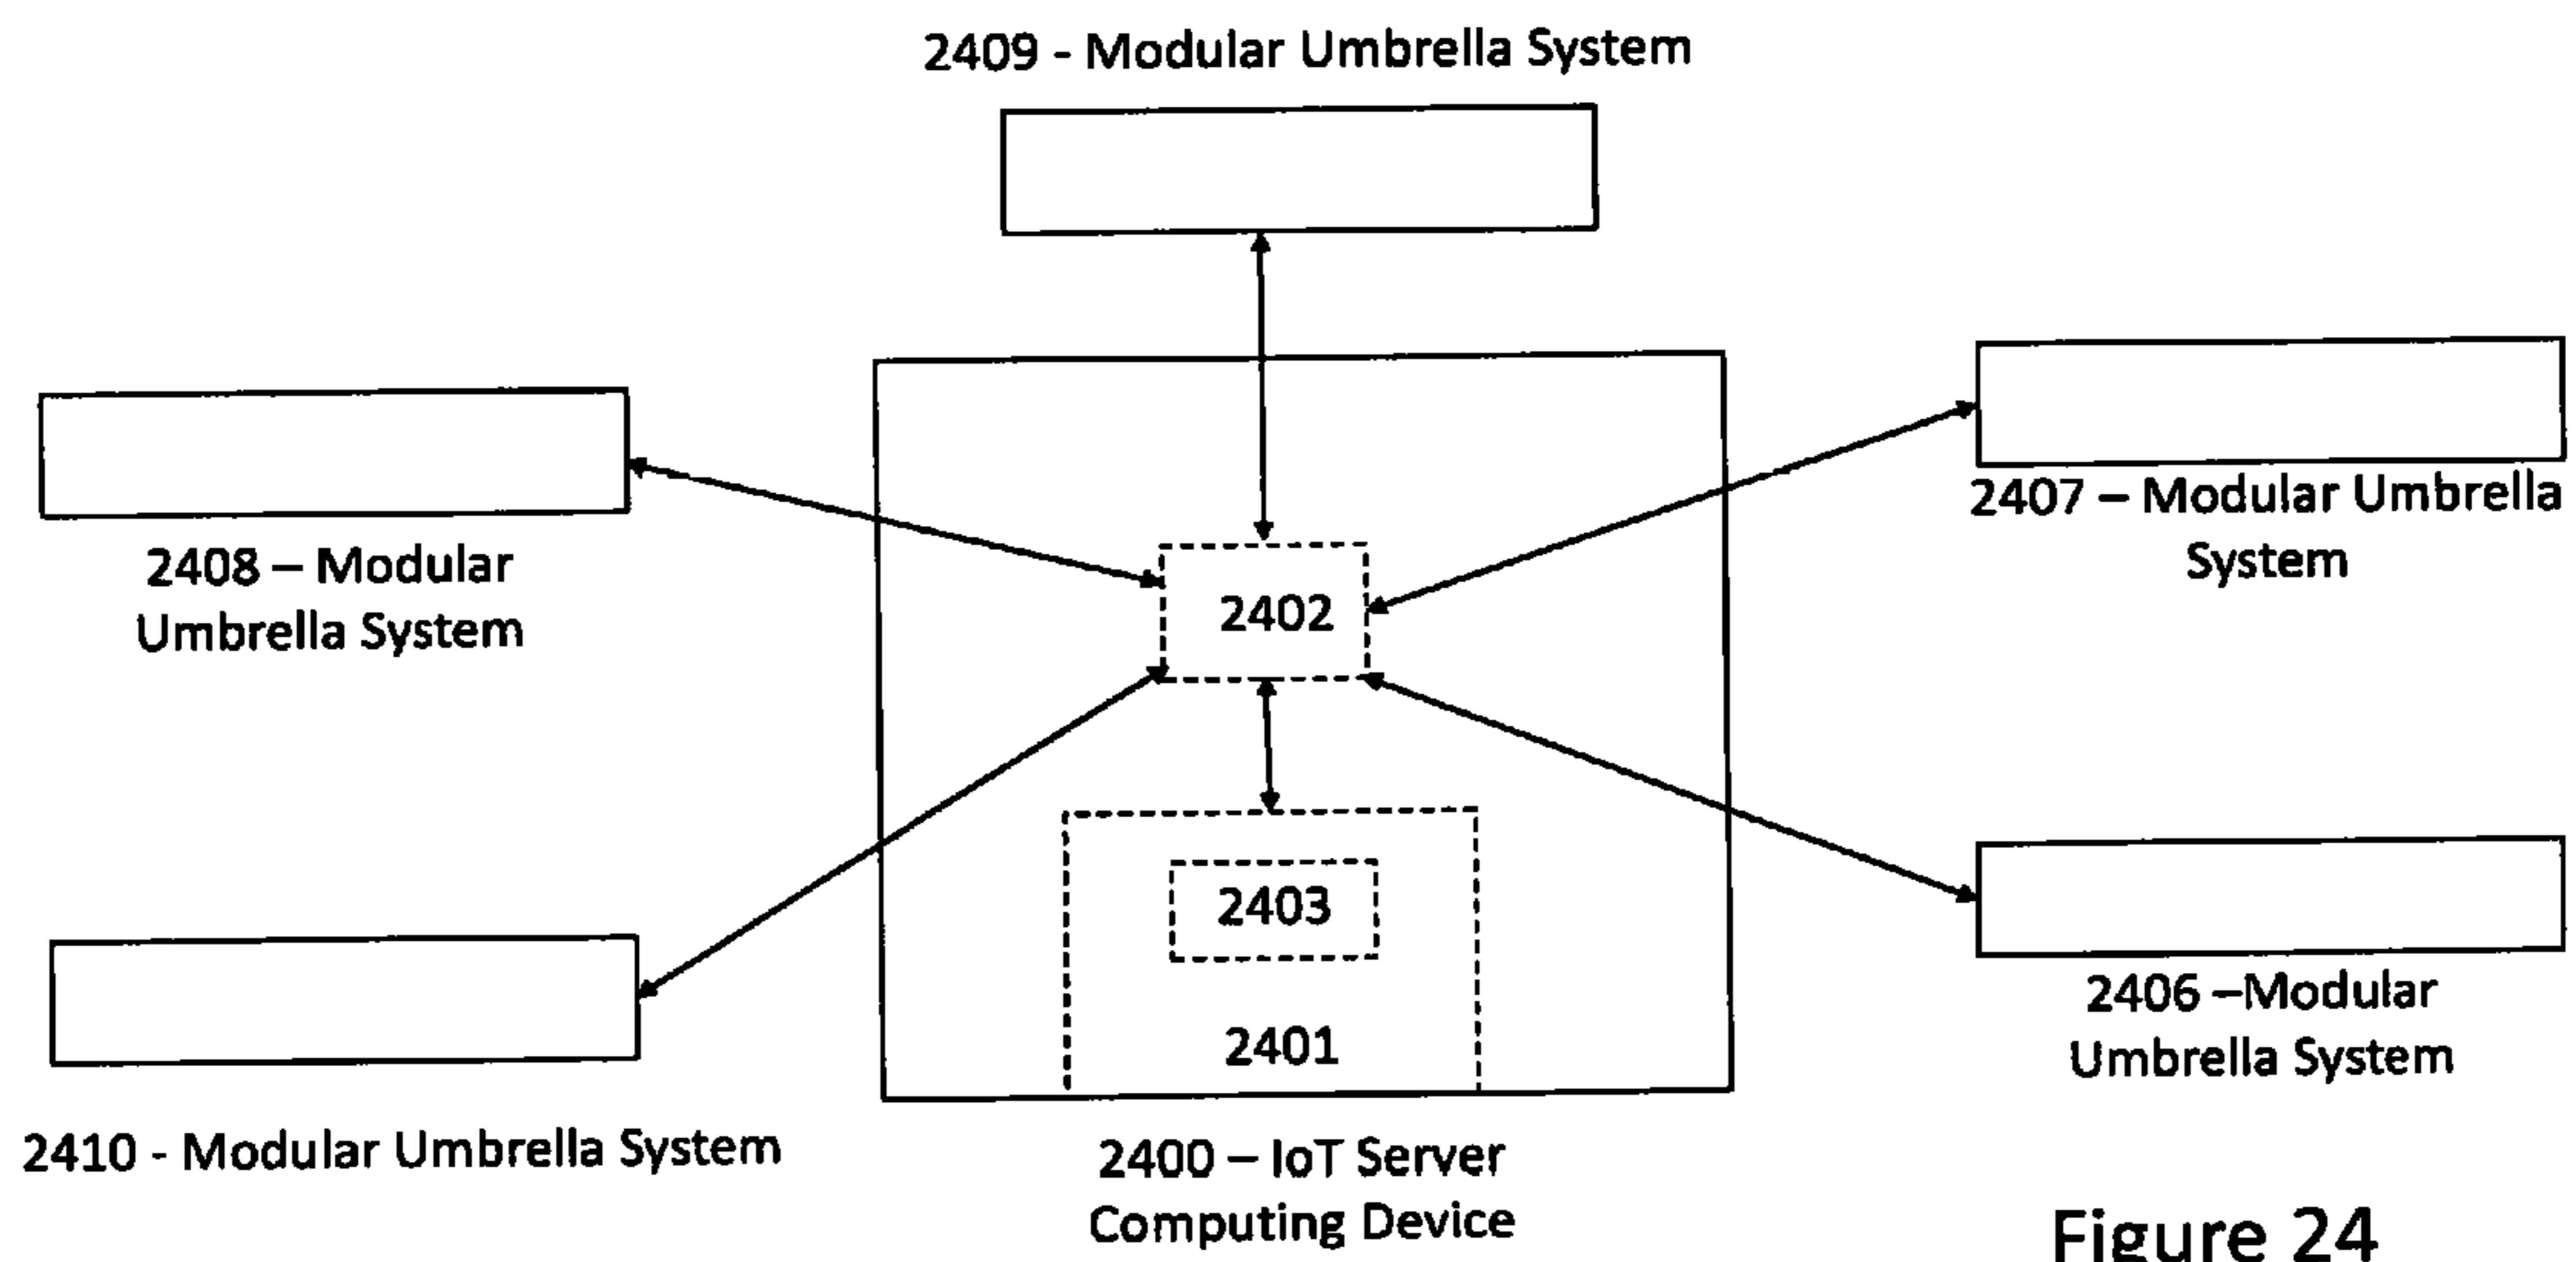 2409 - Modular Umbrella System
2408 – Modular
Umbrella System
2407 – Modular Umbrella
System
2402
2403
2401
2406 –Modular
Umbrella System
2410 - Modular Umbrella System
2400 – IoT Server
Computing Device
Figure 24